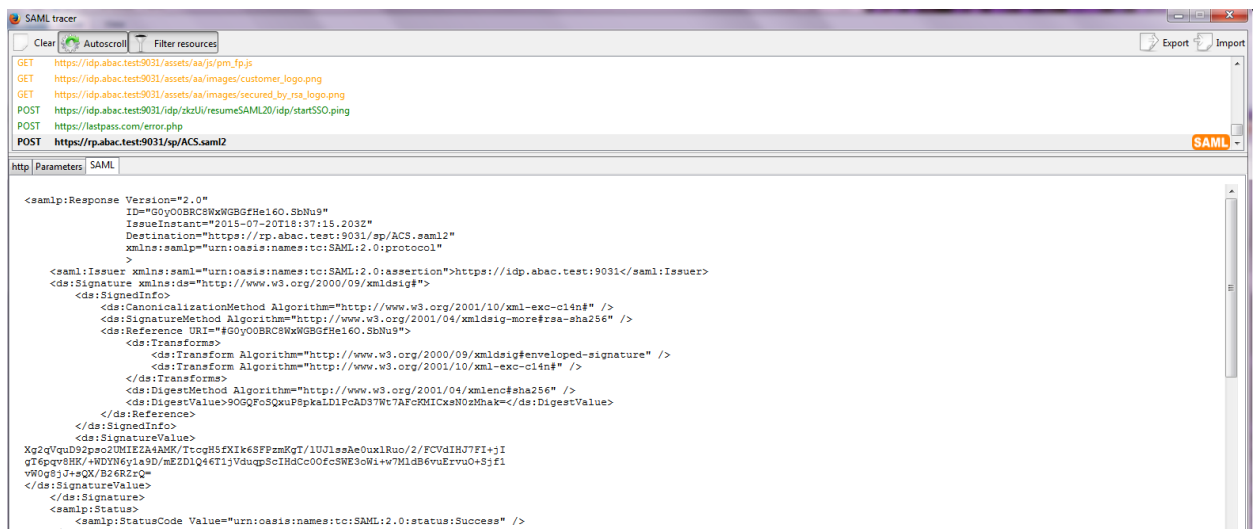 SAML tracer
Clear Autoscroll Filter resources Export Import
GET https://idp.abac.test:9031/assets/aa/js/pm_fp.js
GET https://idp.abac.test:9031/assets/aa/images/customer_logo.png
GET https://idp.abac.test:9031/assets/aa/images/secured_by_rsa_logo.png
POST https://idp.abac.test:9031/idp/zkzUi/resumeSAML20/idp/startSSO.ping
POST https://lastpass.com/error.php
POST https://rp.abac.test:9031/sp/ACS.saml2 SAML
http Parameters SAML
<samlp:Response Version="2.0"
ID="G0yO0BRC8WxWGBGfHe16O.SbNu9"
IssueInstant="2015-07-20T18:37:15.203Z"
Destination="https://rp.abac.test:9031/sp/ACS.saml2"
xmlns:samlp="urn:oasis:names:tc:SAML:2.0:protocol"
>
<saml:Issuer xmlns:saml="urn:oasis:names:tc:SAML:2.0:assertion">https://idp.abac.test:9031</saml:Issuer>
<ds:Signature xmlns:ds="http://www.w3.org/2000/09/xmldsig#">
<ds:SignedInfo>
<ds:CanonicalizationMethod Algorithm="http://www.w3.org/2001/10/xml-exc-c14n#" />
<ds:SignatureMethod Algorithm="http://www.w3.org/2001/04/xmldsig-more#rsa-sha256" />
<ds:Reference URI="#G0yO0BRC8WxWGBGfHe16O.SbNu9">
<ds:Transforms>
<ds:Transform Algorithm="http://www.w3.org/2000/09/xmldsig#enveloped-signature" />
<ds:Transform Algorithm="http://www.w3.org/2001/10/xml-exc-c14n#" />
</ds:Transforms>
<ds:DigestMethod Algorithm="http://www.w3.org/2001/04/xmlenc#sha256" />
<ds:DigestValue>9OGQFoSQxuP8pkaLDlPcAD37Wt7AFcKMICxsN0zMhak=</ds:DigestValue>
</ds:Reference>
</ds:SignedInfo>
<ds:SignatureValue>
Xg2qVquD92pso2UMIEZA4AMK/TtcgH5fXIk6SFPzmKgT/lUJlssAe0uxlRuo/2/FCVdIHJ7FI+jI
gT6pqv8HK/+WDYN6y1a9D/mEZDlQ46T1jVduqpScIHdCc0OfcSWE3oWi+w7MldB6vuErvuO+Sjf1
vW0g8jJ+sQX/B26RZrQ=
</ds:SignatureValue>
</ds:Signature>
<samlp:Status>
<samlp:StatusCode Value="urn:oasis:names:tc:SAML:2.0:status:Success" />